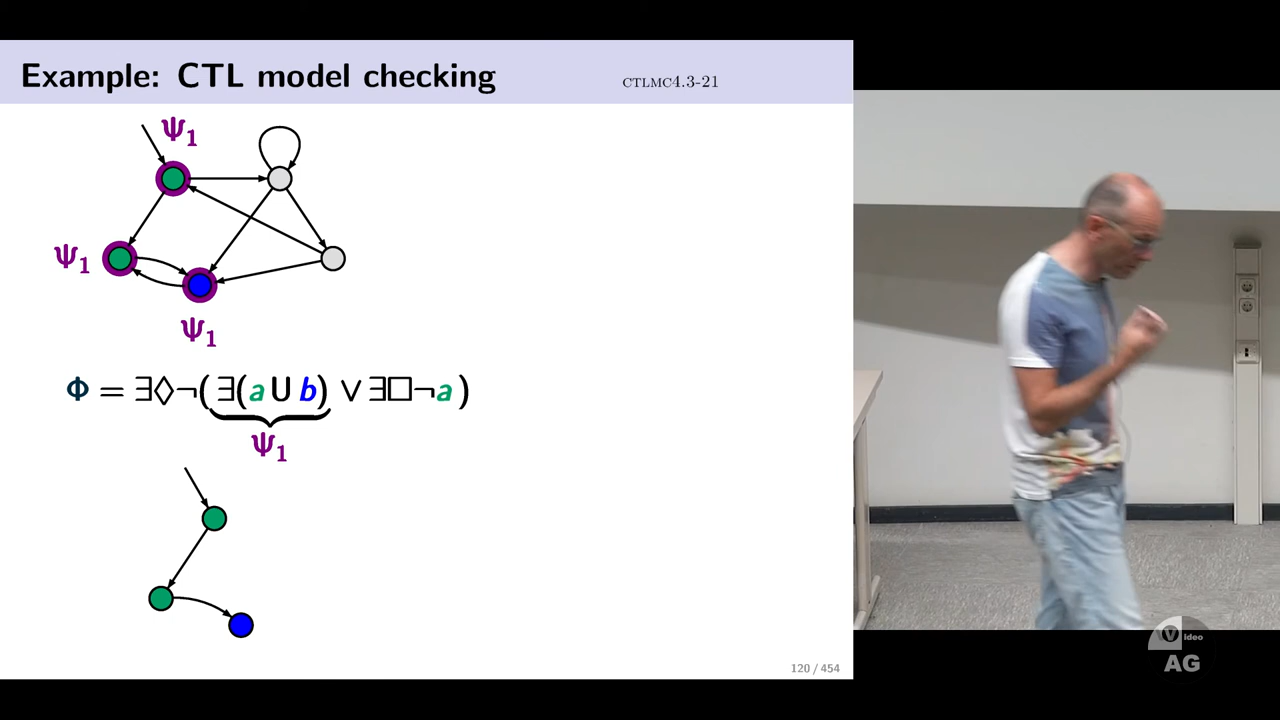 Example: CTL model checking
CTLMC4.3-21
Ψ1
Ψ1
Ψ1
Φ = ∃◊¬( ∃(a U b) ∨ ∃□¬a )
Ψ1
120 / 454
Video
AG